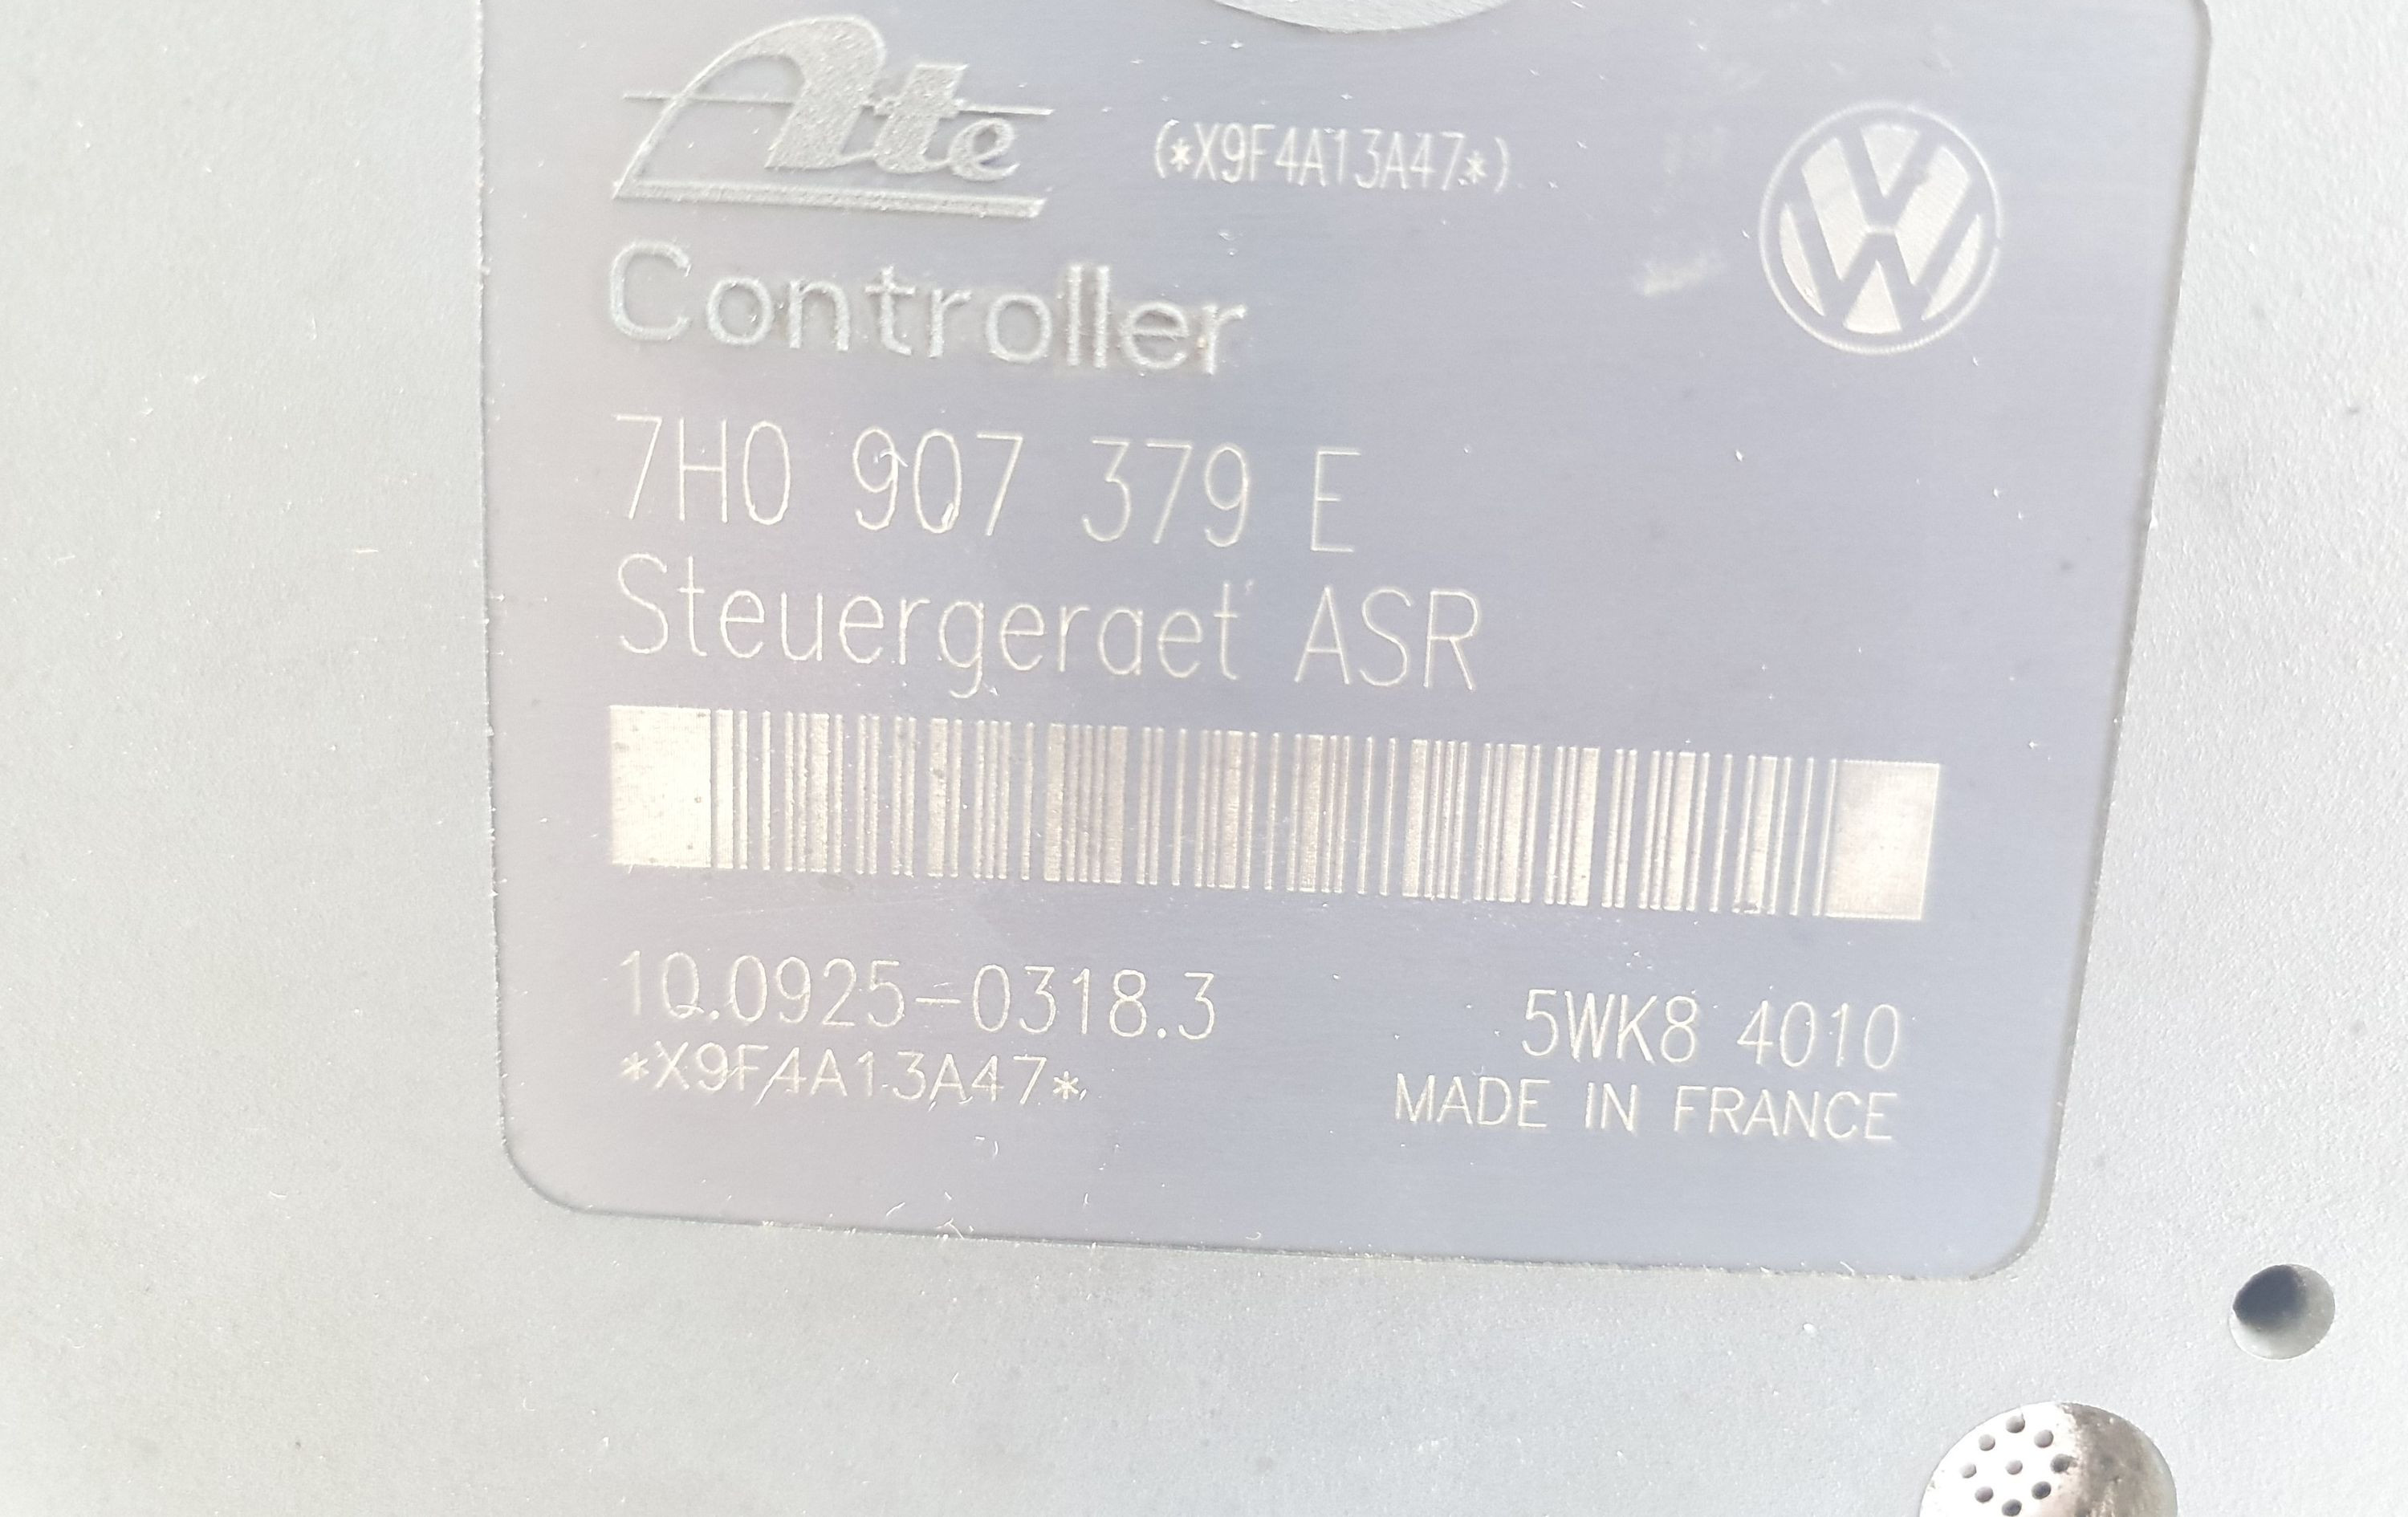 Ate
(*X9F4A13A47*)
Controller
7H0 907 379 E
Steuergeraet ASR
10.0925-0318.3
5WK8 4010
*X9F4A13A47*
MADE IN FRANCE